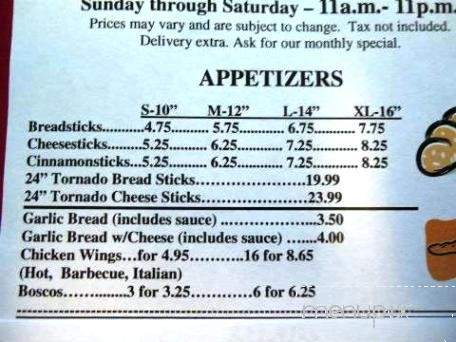 Sunday through Saturday – 11a.m.- 11p.m.
Prices may vary and are subject to change. Tax not included.
Delivery extra. Ask for our monthly special.
APPETIZERS
S-10” M-12” L-14” XL-16”
Breadsticks..........4.75.......... 5.75............ 6.75........... 7.75
Cheesesticks.......5.25.......... 6.25............ 7.25........... 8.25
Cinnamonsticks...5.25.......... 6.25............ 7.25........... 8.25
24” Tornado Bread Sticks........................19.99
24” Tornado Cheese Sticks.......................23.99
Garlic Bread (includes sauce) .....................3.50
Garlic Bread w/Cheese (includes sauce) .......4.00
Chicken Wings...for 4.95...........16 for 8.65
(Hot, Barbecue, Italian)
Boscos..............3 for 3.25.............6 for 6.25
menupix